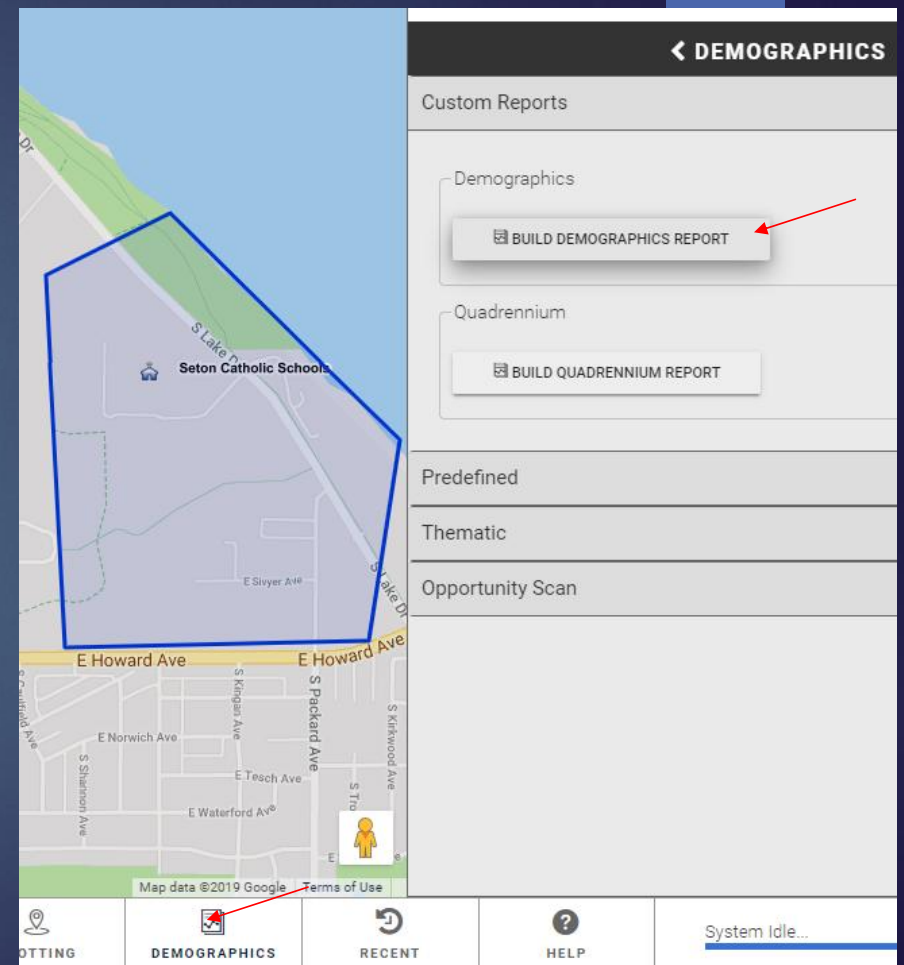 DEMOGRAPHICS
Custom Reports
Demographics
BUILD DEMOGRAPHICS REPORT
Quadrennium
BUILD QUADRENNIUM REPORT
Predefined
Thematic
Opportunity Scan
Dr
S Lake D
Seton Catholic Schools
E Sivyer Ave
S Lake Dr
E Howard Ave
E Howard Ave
S Kingan Ave
S Packard Ave
S Kirkwood Ave
E Norwich Ave
S Shannon Ave
E Tesch Ave
E Waterford Ave
S Tro
Map data ©2019 Google
Terms of Use
OTTING
DEMOGRAPHICS
RECENT
HELP
System Idle...